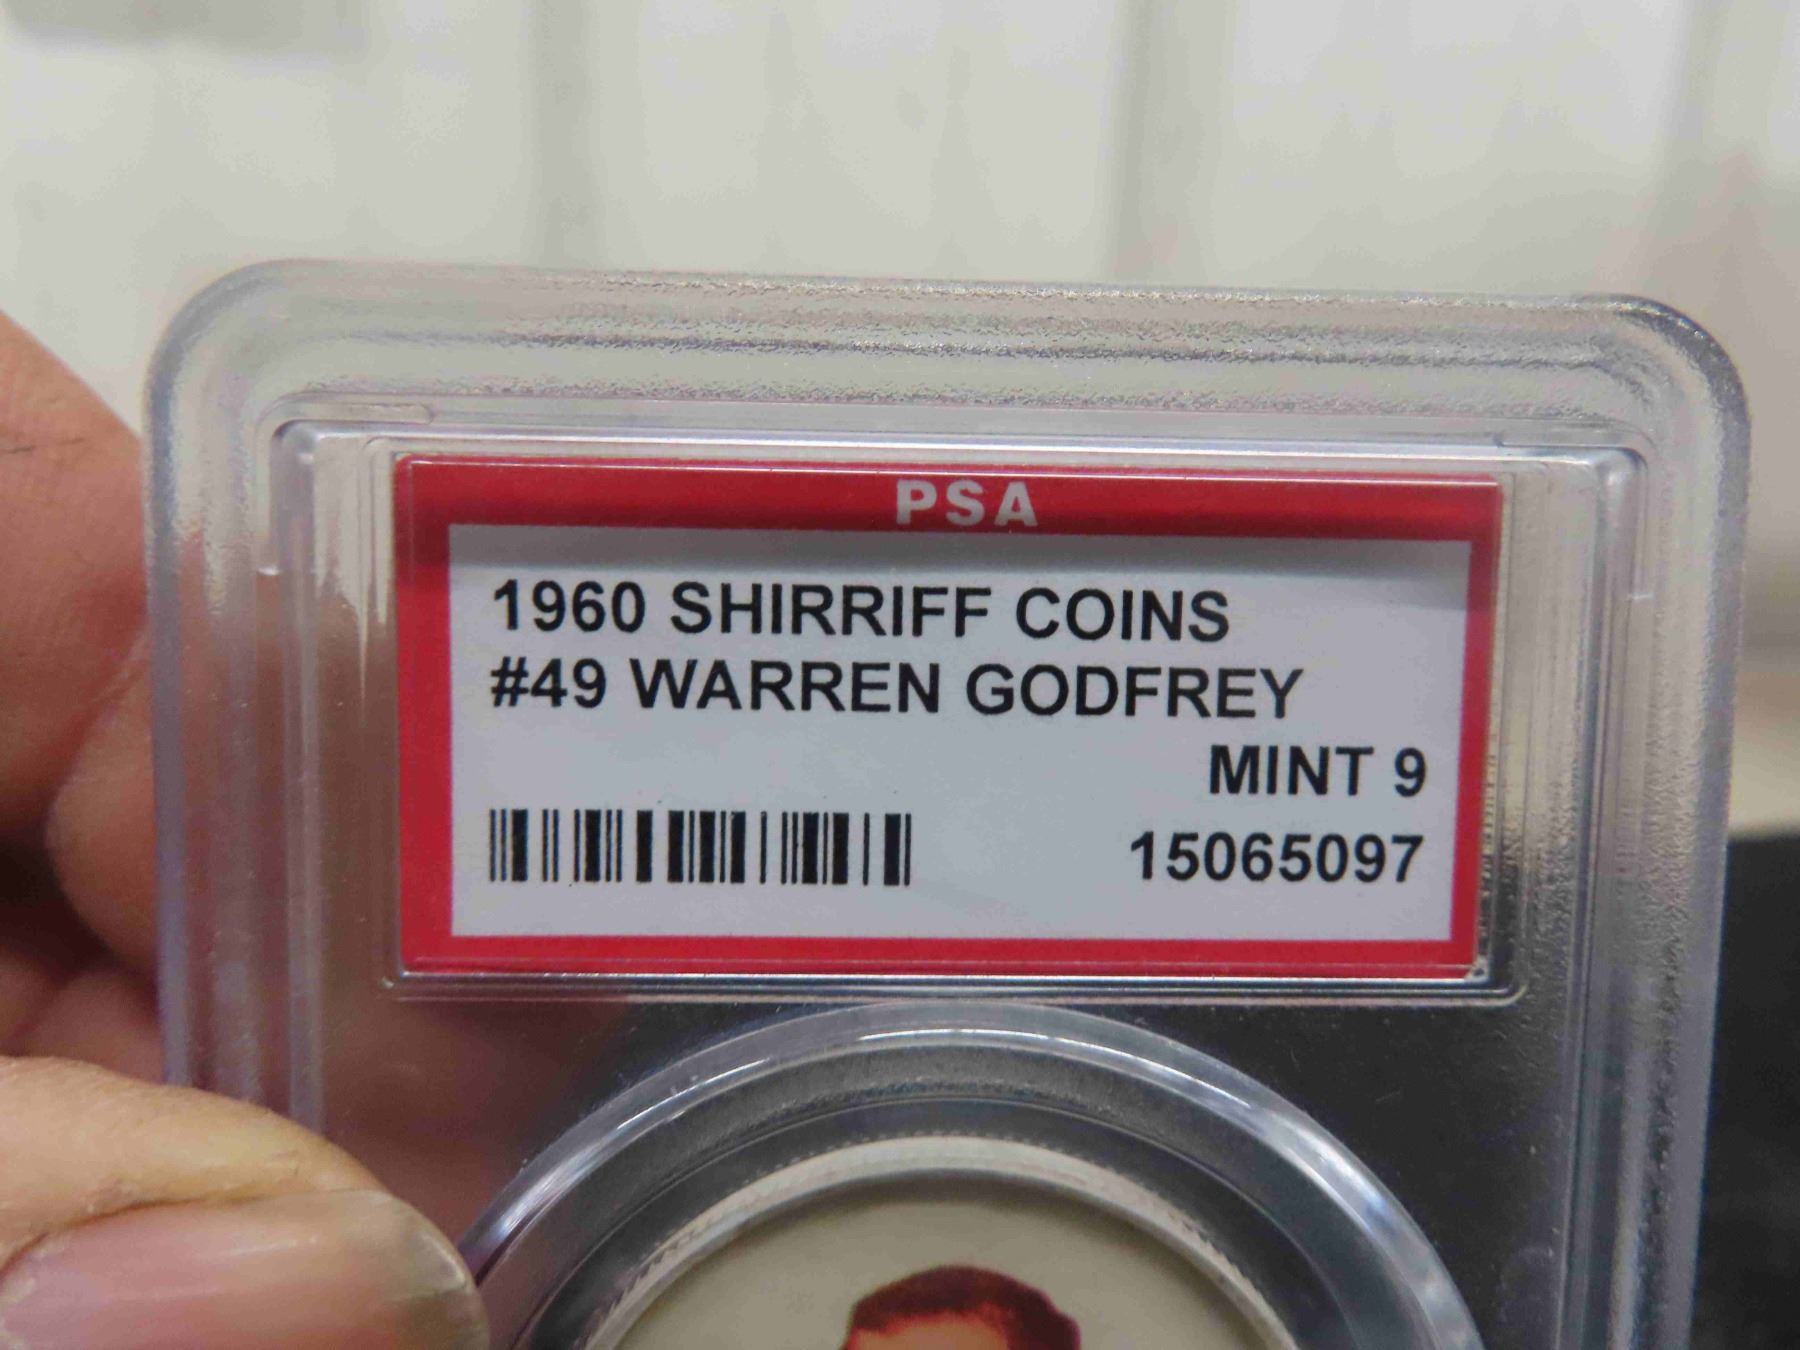 PSA
1960 SHIRRIFF COINS
#49 WARREN GODFREY
MINT 9
15065097